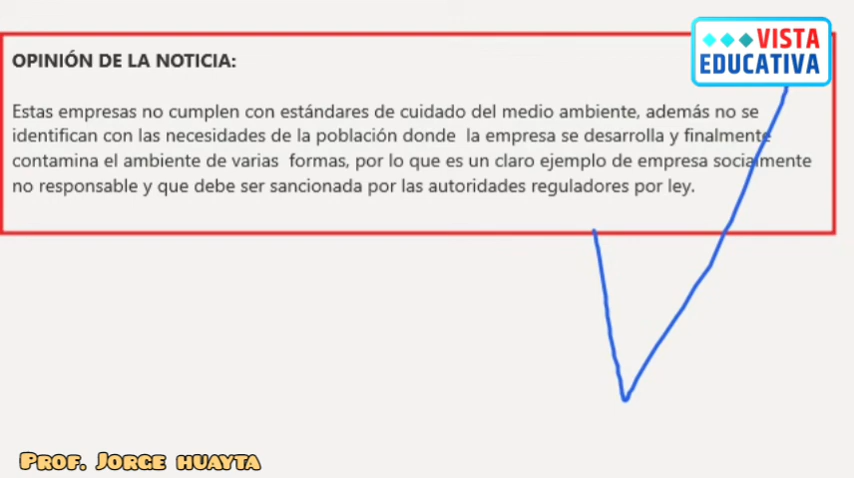 VISTA
EDUCATIVA
OPINIÓN DE LA NOTICIA:
Estas empresas no cumplen con estándares de cuidado del medio ambiente, además no se
identifican con las necesidades de la población donde la empresa se desarrolla y finalmente
contamina el ambiente de varias formas, por lo que es un claro ejemplo de empresa socialmente
no responsable y que debe ser sancionada por las autoridades reguladores por ley.
Prof. Jorge huayta